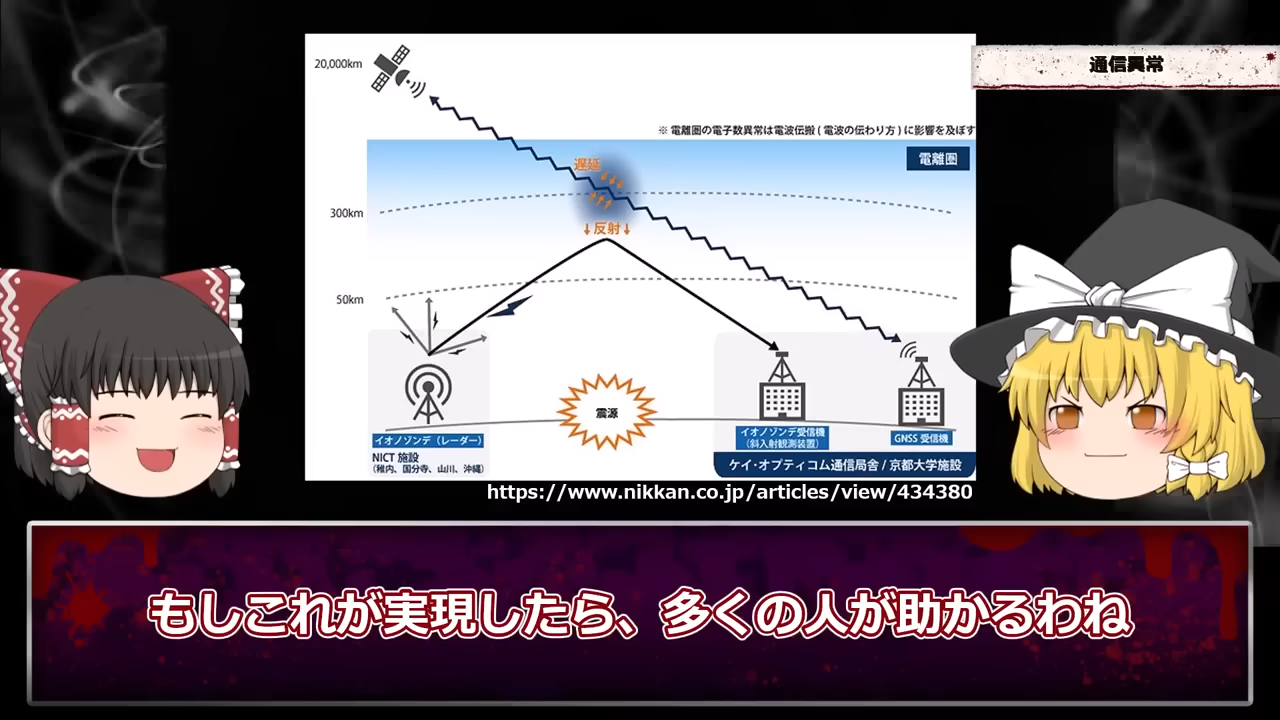 20,000km
通信異常
※ 電離圏の電子数異常は電波伝搬 ( 電波の伝わり方 ) に影響を及ぼす
電離圏
遅延
300km
↓反射↓
50km
震源
イオノゾンデ（レーダー）
NICT 施設
（稚内、国分寺、山川、沖縄）
イオノゾンデ受信機
（斜入射観測装置）
GNSS 受信機
ケイ・オプティコム通信局舎 / 京都大学施設
https://www.nikkan.co.jp/articles/view/434380
もしこれが実現したら、多くの人が助かるわね